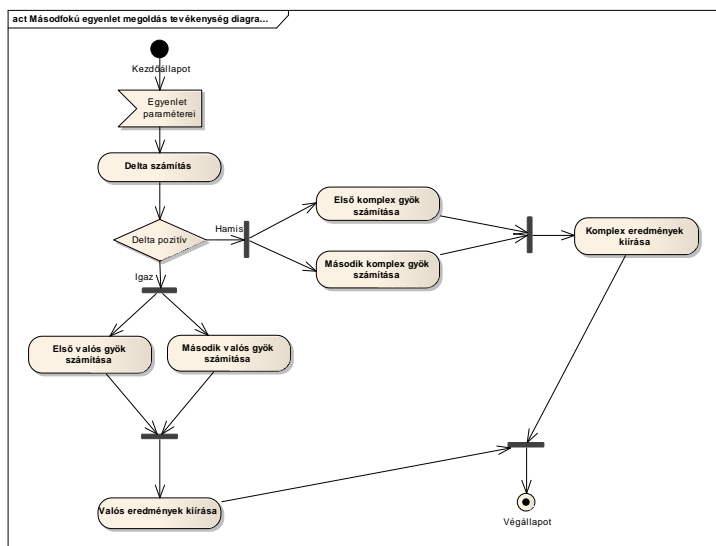 act Másodfokú egyenlet megoldás tevékenység diagra...
Kezdőállapot
Egyenlet
paraméterei
Delta számítás
Delta pozitív
Hamis
Igaz
Első komplex gyök
számítása
Második komplex gyök
számítása
Komplex eredmények
kiírása
Első valós gyök
számítása
Második valós gyök
számítása
Valós eredmények kiírása
Végállapot